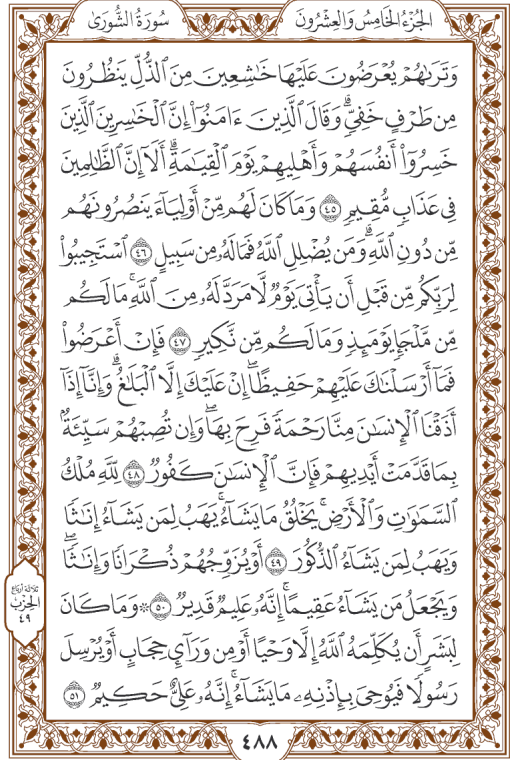 الجُزْءُ الخَامِسُ وَالعِشْرُونَ
سُورَةُ الشُّورَى
وَتَرَىٰهُمْ يُعْرَضُونَ عَلَيْهَا خَٰشِعِينَ مِنَ ٱلذُّلِّ يَنظُرُونَ
مِن طَرْفٍ خَفِىٍّۗ وَقَالَ ٱلَّذِينَ ءَامَنُوٓا۟ إِنَّ ٱلْخَٰسِرِينَ ٱلَّذِينَ
خَسِرُوٓا۟ أَنفُسَهُمْ وَأَهْلِيهِمْ يَوْمَ ٱلْقِيَٰمَةِۗ أَلَآ إِنَّ ٱلظَّٰلِمِينَ
فِى عَذَابٍ مُّقِيمٍ ٤٥ وَمَا كَانَ لَهُم مِّنْ أَوْلِيَآءَ يَنصُرُونَهُم
مِّن دُونِ ٱللَّهِۗ وَمَن يُضْلِلِ ٱللَّهُ فَمَا لَهُۥ مِن سَبِيلٍ ٤٦ ٱسْتَجِيبُوا۟
لِرَبِّكُم مِّن قَبْلِ أَن يَأْتِىَ يَوْمٌ لَّا مَرَدَّ لَهُۥ مِنَ ٱللَّهِۚ مَا لَكُم
مِّن مَّلْجَإٍ يَوْمَئِذٍ وَمَا لَكُم مِّن نَّكِيرٍ ٤٧ فَإِنْ أَعْرَضُوا۟
فَمَآ أَرْسَلْنَٰكَ عَلَيْهِمْ حَفِيظًاۖ إِنْ عَلَيْكَ إِلَّا ٱلْبَلَٰغُۗ وَإِنَّآ إِذَآ
أَذَقْنَا ٱلْإِنسَٰنَ مِنَّا رَحْمَةً فَرِحَ بِهَاۖ وَإِن تُصِبْهُمْ سَيِّئَةٌۢ
بِمَا قَدَّمَتْ أَيْدِيهِمْ فَإِنَّ ٱلْإِنسَٰنَ كَفُورٌ ٤٨ لِّلَّهِ مُلْكُ
ٱلسَّمَٰوَٰتِ وَٱلْأَرْضِۚ يَخْلُقُ مَا يَشَآءُۚ يَهَبُ لِمَن يَشَآءُ إِنَٰثًا
وَيَهَبُ لِمَن يَشَآءُ ٱلذُّكُورَ ٤٩ أَوْ يُزَوِّجُهُمْ ذُكْرَانًا وَإِنَٰثًاۖ
وَيَجْعَلُ مَن يَشَآءُ عَقِيمًاۚ إِنَّهُۥ عَلِيمٌ قَدِيرٌ ٥٠ ۞ وَمَا كَانَ
لِبَشَرٍ أَن يُكَلِّمَهُ ٱللَّهُ إِلَّا وَحْيًا أَوْ مِن وَرَآئِ حِجَابٍ أَوْ يُرْسِلَ
رَسُولًا فَيُوحِىَ بِإِذْنِهِۦ مَا يَشَآءُۚ إِنَّهُۥ عَلِىٌّ حَكِيمٌ ٥١
ثلاثة أرباع
الحِزْب
٤٩
٤٨٨